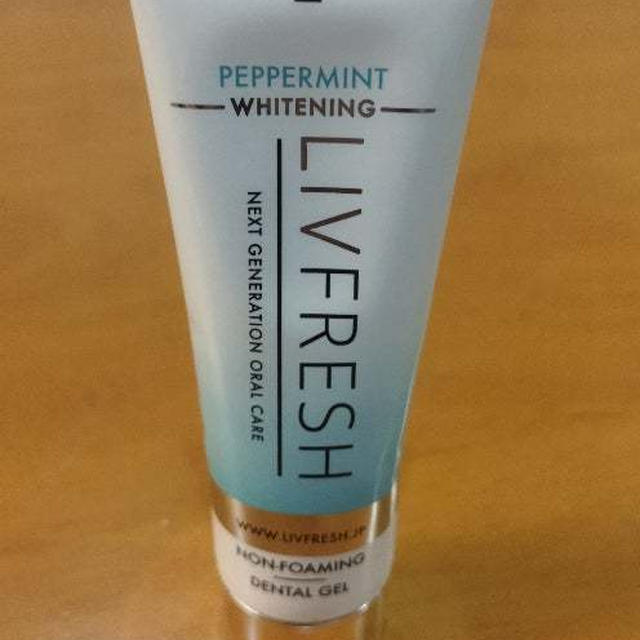 PEPPERMINT
WHITENING
LIVFRESH
NEXT GENERATION ORAL CARE
WWW.LIVFRESH.JP
NON-FOAMING
DENTAL GEL